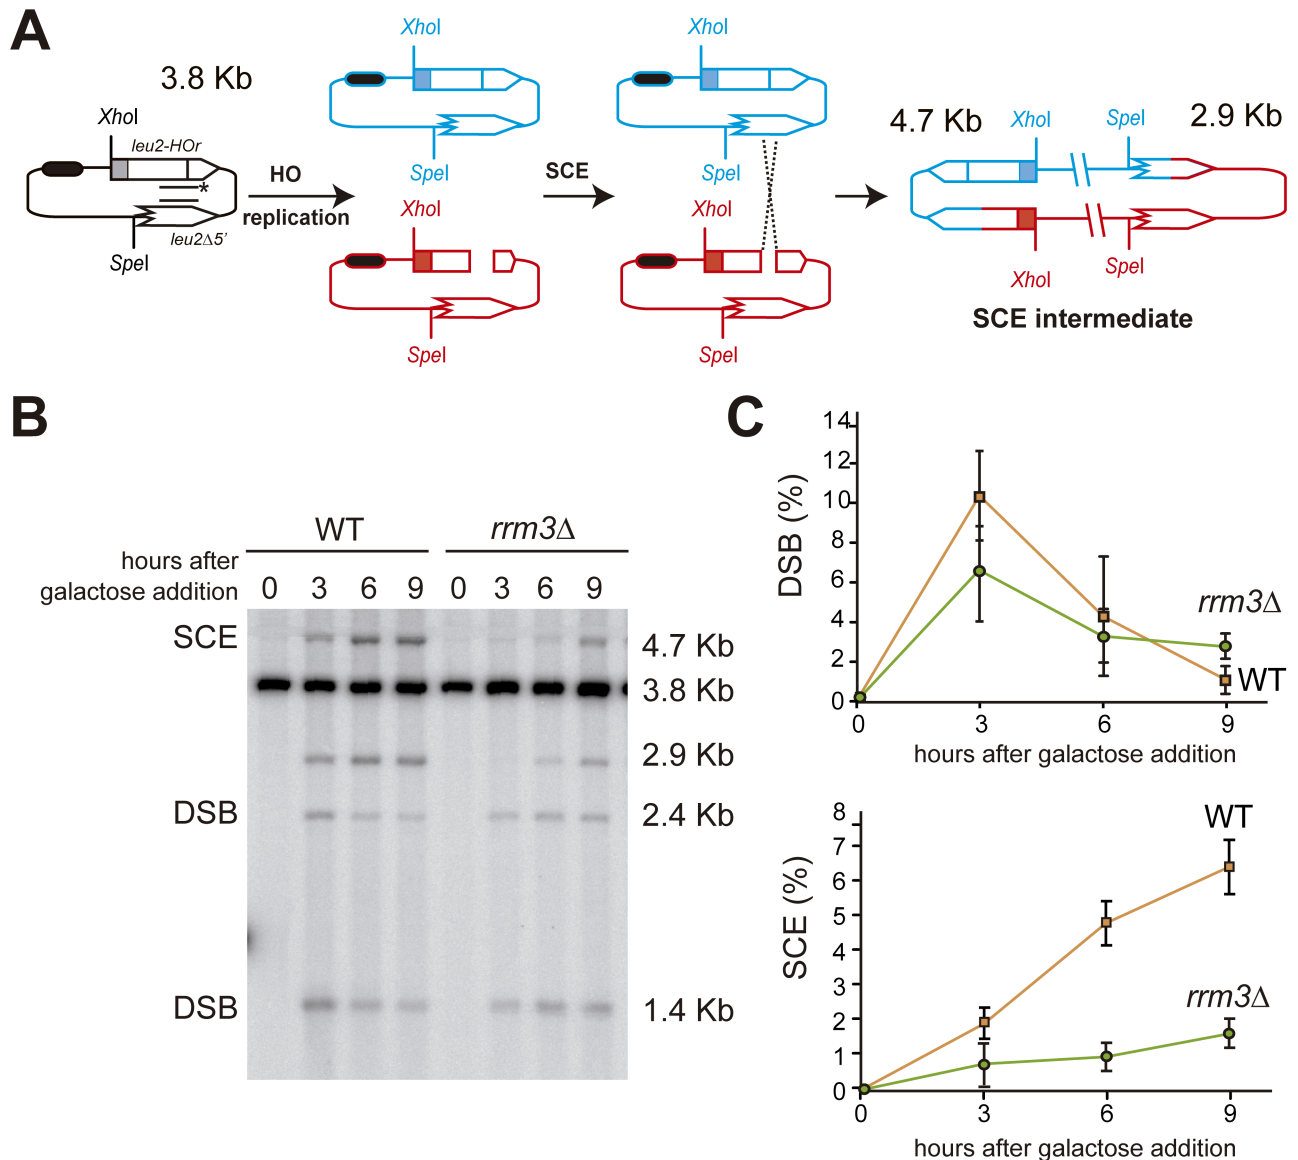 A
XhoI
XhoI
3.8 Kb
XhoI
leu2-HOr
*
HO
replication
leu2Δ5'
SpeI
SpeI
XhoI
SpeI
SCE
SpeI
XhoI
SpeI
4.7 Kb
XhoI
SpeI
2.9 Kb
XhoI
SpeI
SCE intermediate
B
WT
rrm3Δ
hours after
galactose addition
0 3 6 9 0 3 6 9
SCE
4.7 Kb
3.8 Kb
2.9 Kb
DSB
2.4 Kb
DSB
1.4 Kb
C
DSB (%)
14
12
10
8
6
4
2
0
rrm3Δ
WT
0 3 6 9
hours after galactose addition
SCE (%)
8
7
6
5
4
3
2
1
0
WT
rrm3Δ
0 3 6 9
hours after galactose addition